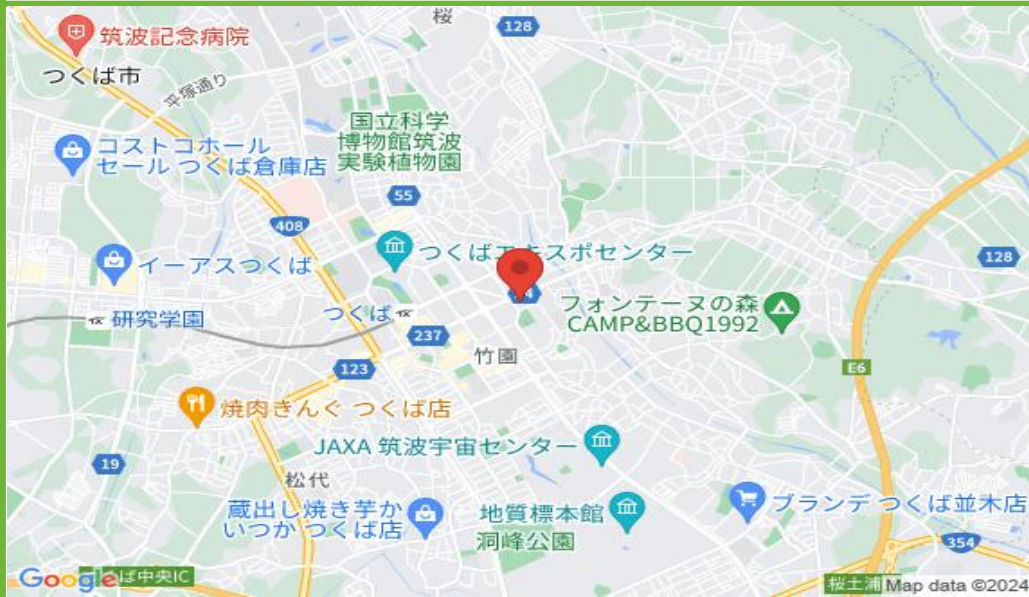 桜
128
筑波記念病院
つくば市
平塚通り
国立科学
博物館筑波
実験植物園
コストコホール
セール つくば倉庫店
55
408
つくばエキスポセンター
128
イーアスつくば
フォンテーヌの森
CAMP&BBQ1992
研究学園
つくば
237
竹園
123
E6
焼肉きんぐ つくば店
JAXA 筑波宇宙センター
19
松代
蔵出し焼き芋か
いつか つくば店
地質標本館
洞峰公園
ブランデ つくば並木店
354
Google
ば中央IC
桜土浦
Map data ©2024